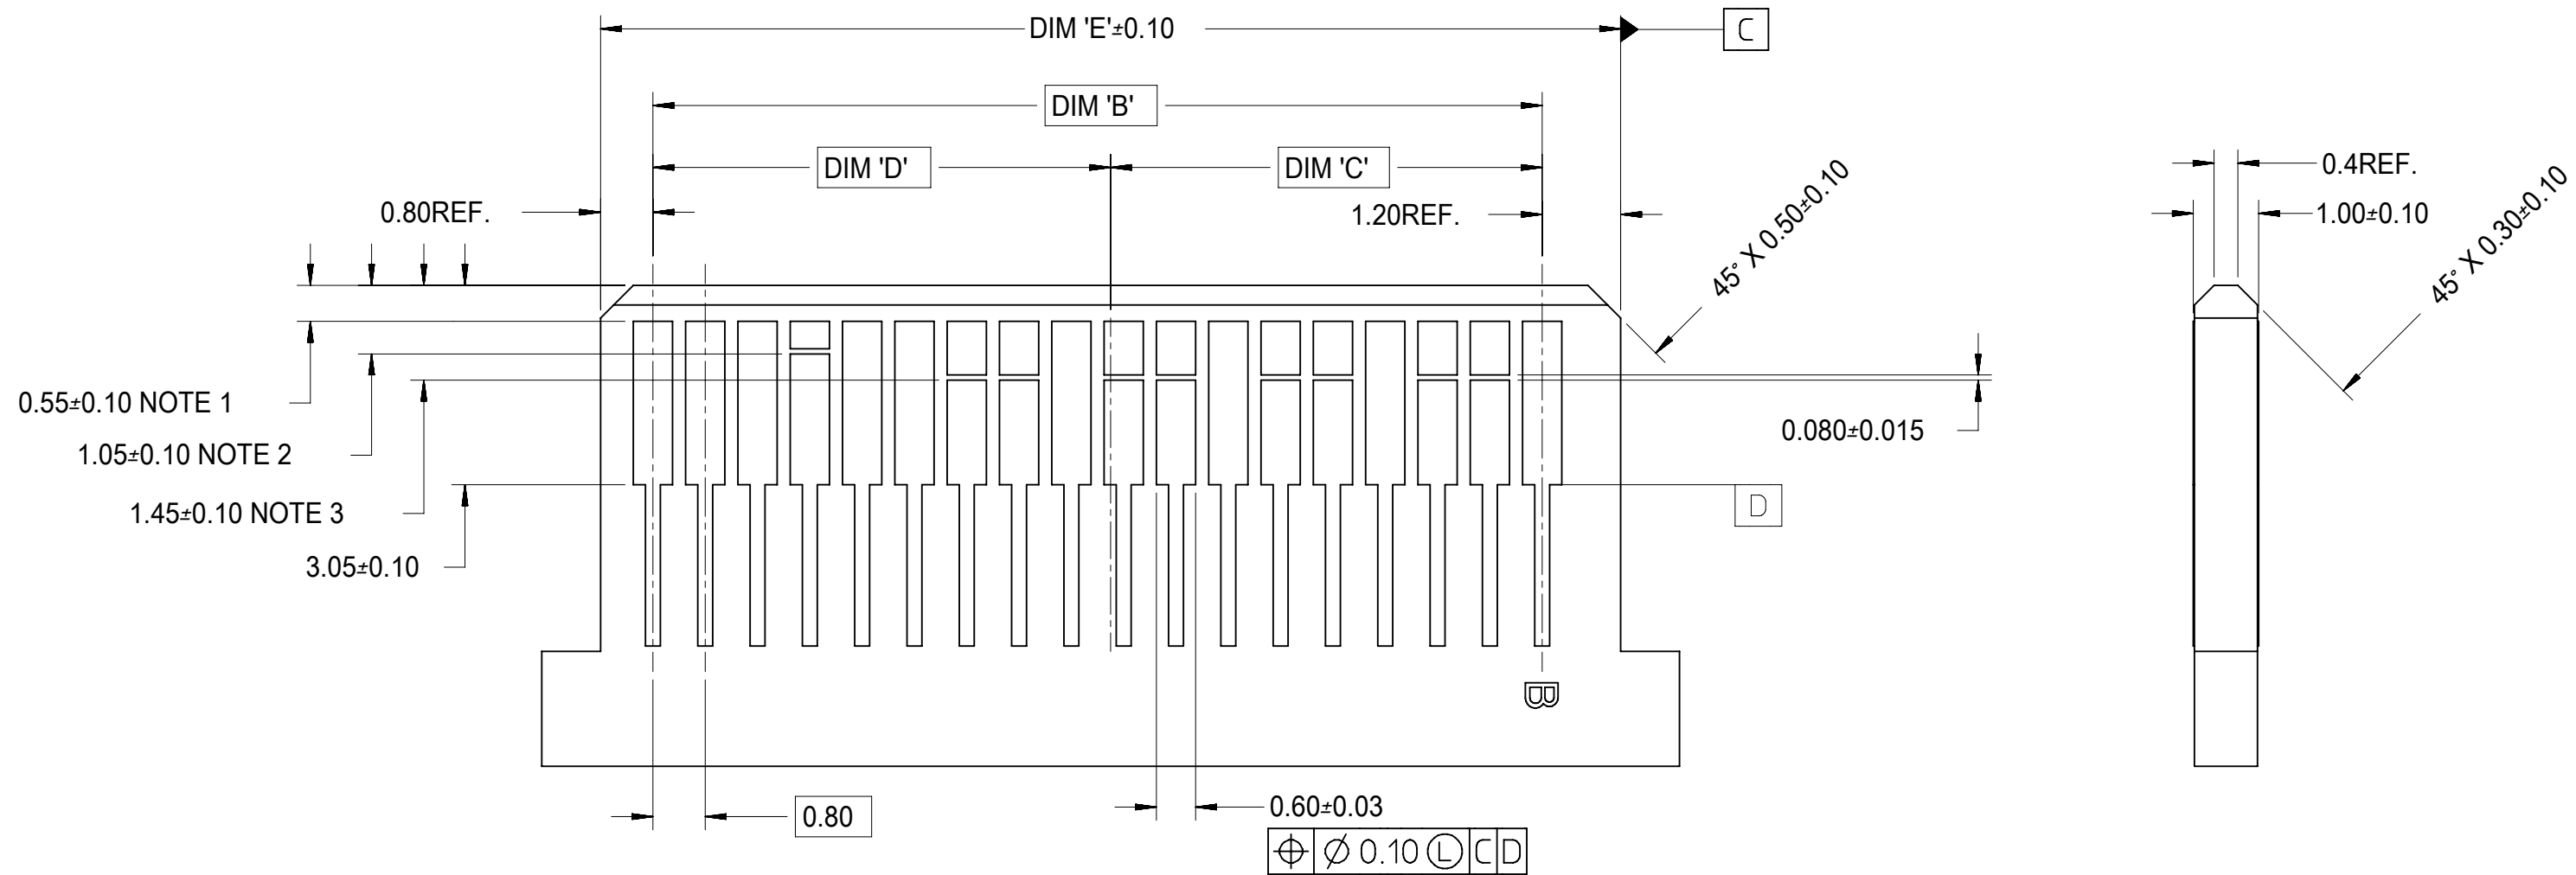 DIM 'E'±0.10
C
DIM 'B'
DIM 'D'
DIM 'C'
0.80REF.
1.20REF.
45° X 0.50±0.10
0.4REF.
1.00±0.10
45° X 0.30±0.10
0.55±0.10 NOTE 1
1.05±0.10 NOTE 2
1.45±0.10 NOTE 3
3.05±0.10
0.080±0.015
D
B
0.80
0.60±0.03
⌖ Ø 0.10 Ⓛ C D